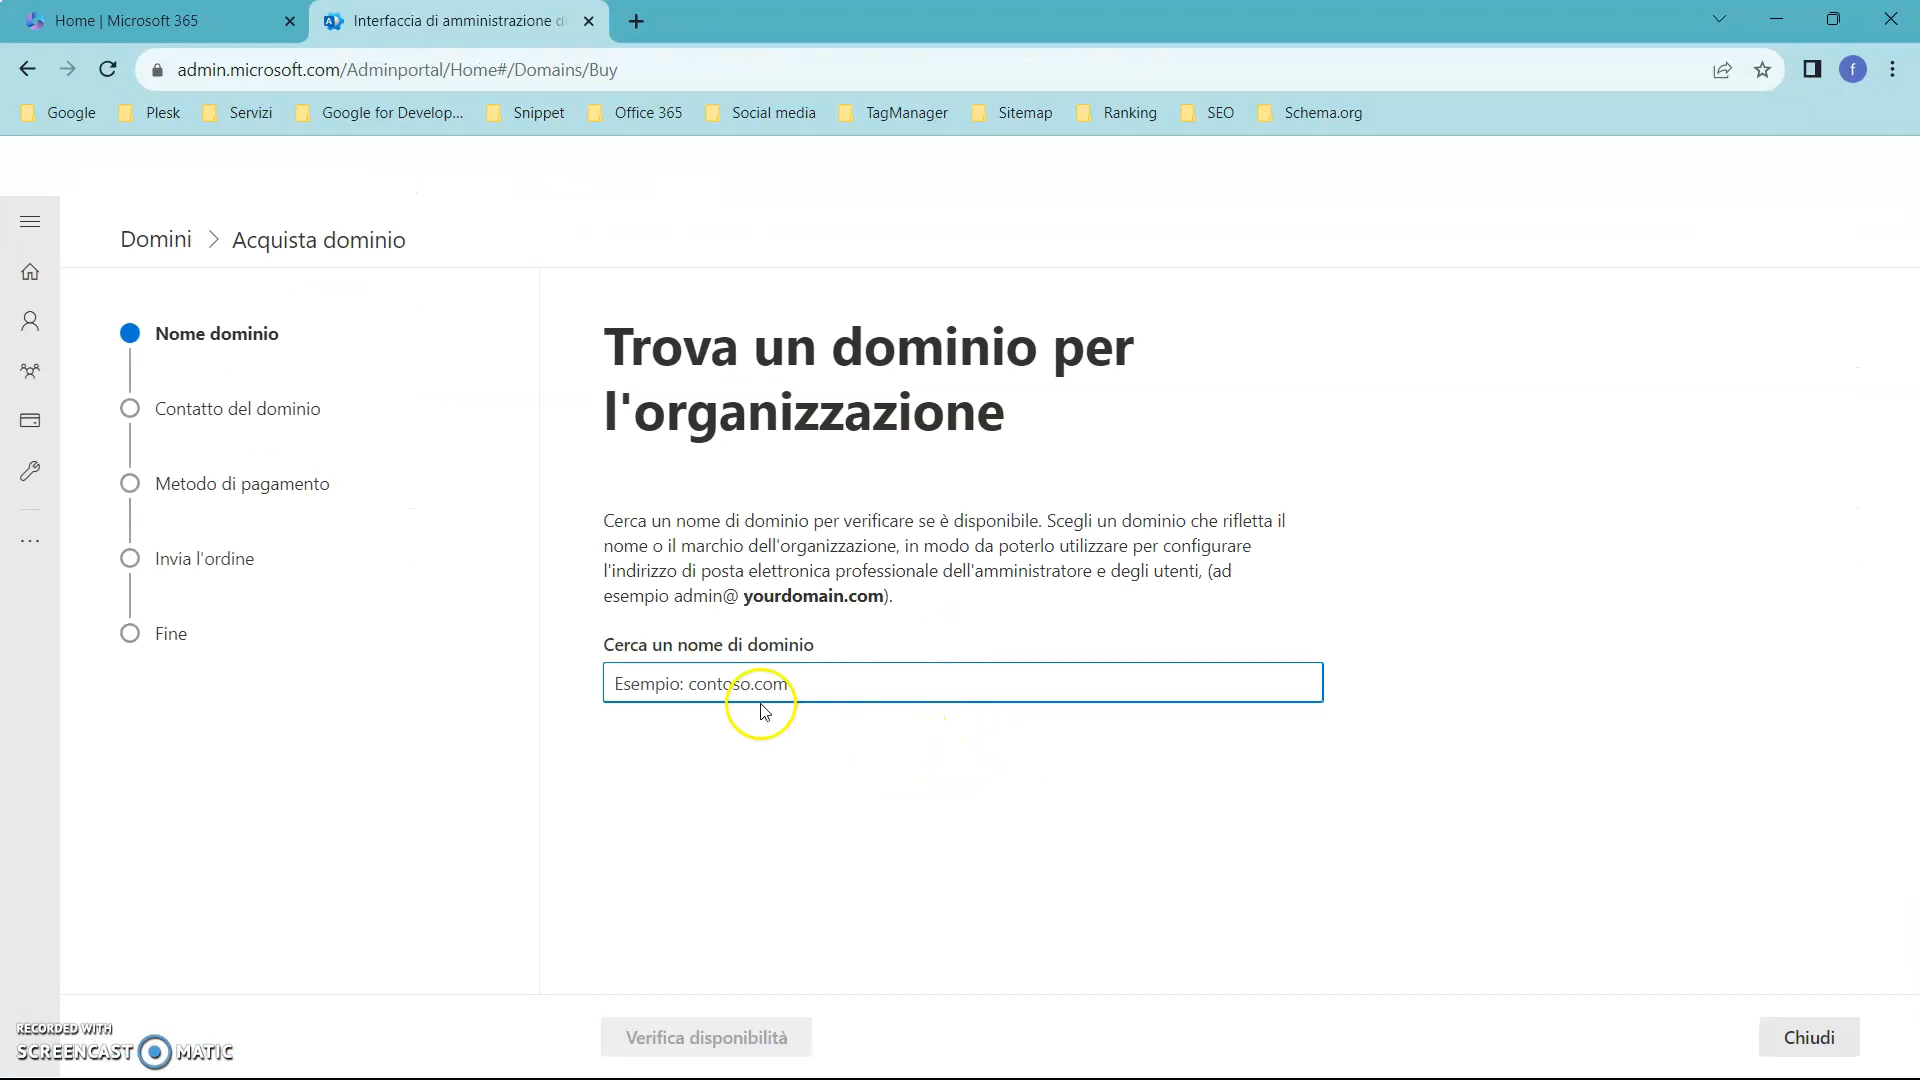 Home | Microsoft 365
Interfaccia di amministrazione d
admin.microsoft.com/Adminportal/Home#/Domains/Buy
f
Google
Plesk
Servizi
Google for Develop...
Snippet
Office 365
Social media
TagManager
Sitemap
Ranking
SEO
Schema.org
Domini > Acquista dominio
Nome dominio
Contatto del dominio
Metodo di pagamento
Invia l'ordine
Fine
Trova un dominio per
l'organizzazione
Cerca un nome di dominio per verificare se è disponibile. Scegli un dominio che rifletta il
nome o il marchio dell'organizzazione, in modo da poterlo utilizzare per configurare
l'indirizzo di posta elettronica professionale dell'amministratore e degli utenti, (ad
esempio admin@ yourdomain.com).
Cerca un nome di dominio
Esempio: contoso.com
Verifica disponibilità
Chiudi
RECORDED WITH
SCREENCAST MATIC